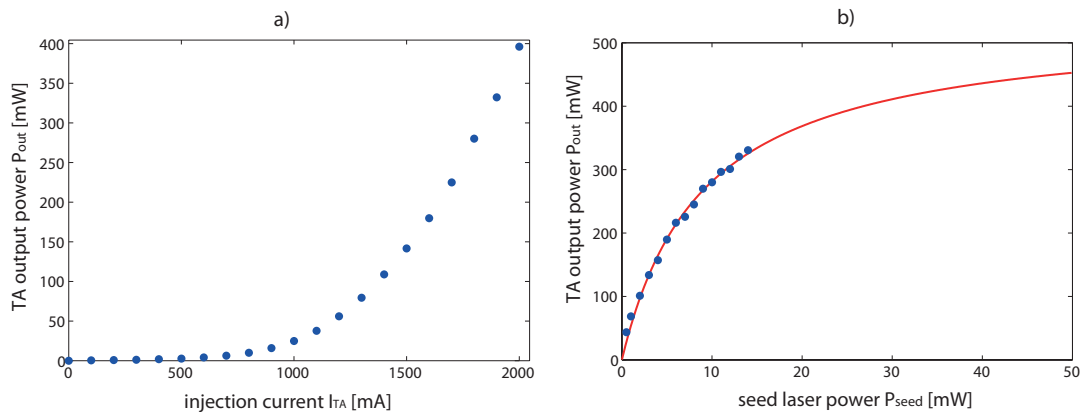 a)
TA output power Pout [mW]
400
350
300
250
200
150
100
50
0
0 500 1000 1500 2000
injection current ITA [mA]
b)
TA output power Pout [mW]
500
400
300
200
100
0
0 10 20 30 40 50
seed laser power Pseed [mW]